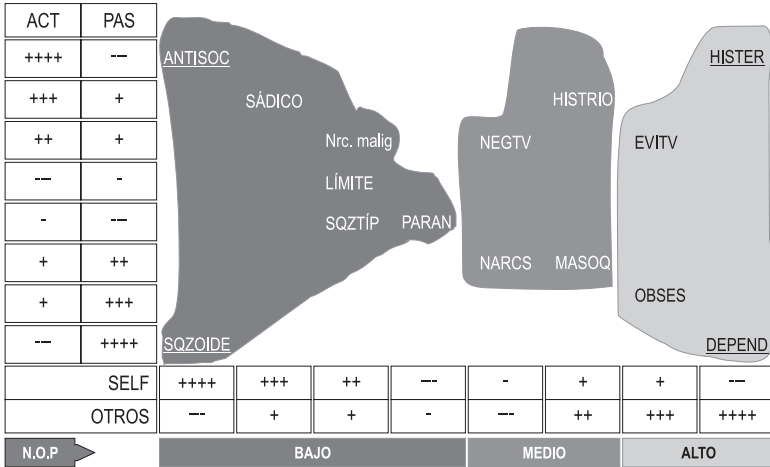 ACT PAS
++++ --- ANTISOC HISTER
+++ + SÁDICO HISTRIO
++ + Nrc. malig NEGTV EVITV
--- - LÍMITE
- --- SQZTÍP PARAN
+ ++ NARCS MASOQ
+ +++ OBSES
--- ++++ SQZOIDE DEPEND
SELF ++++ +++ ++ --- - + + ---
OTROS --- + + - --- ++ +++ ++++
N.O.P BAJO MEDIO ALTO